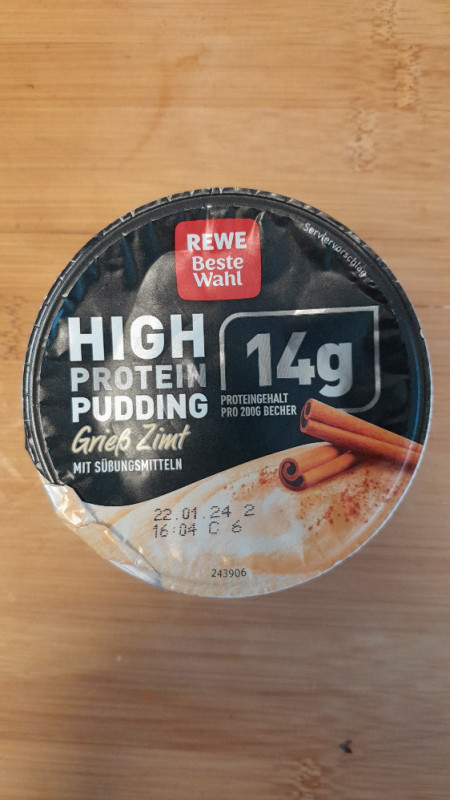 REWE
Beste
Wahl
Serviervorschlag
HIGH
PROTEIN
PUDDING
Grieß Zimt
MIT SÜẞUNGSMITTELN
14g
PROTEINGEHALT
PRO 200G BECHER
22.01.24 2
16:04 C 6
243906